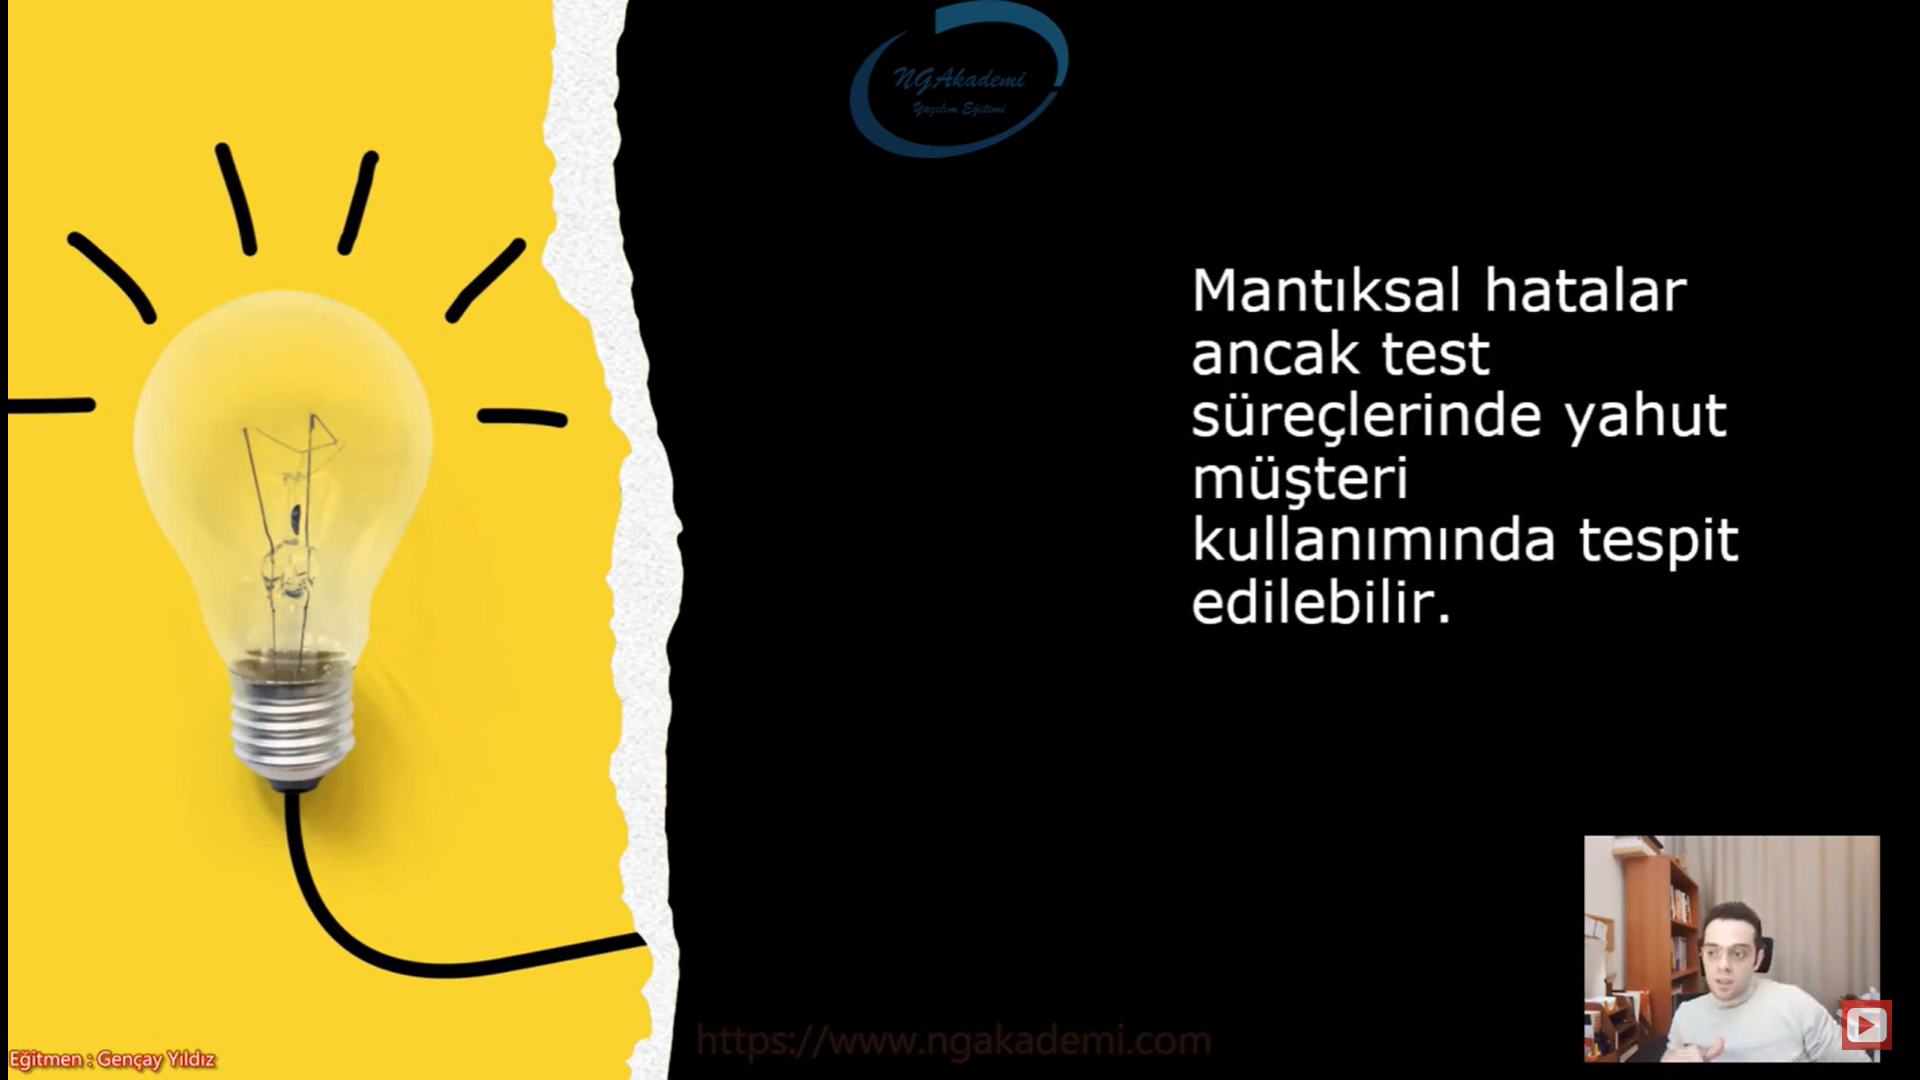 NGAkademi
Yazılım Eğitimi
Mantıksal hatalar
ancak test
süreçlerinde yahut
müşteri
kullanımında tespit
edilebilir.
https://www.ngakademi.com
Eğitmen : Gençay Yıldız